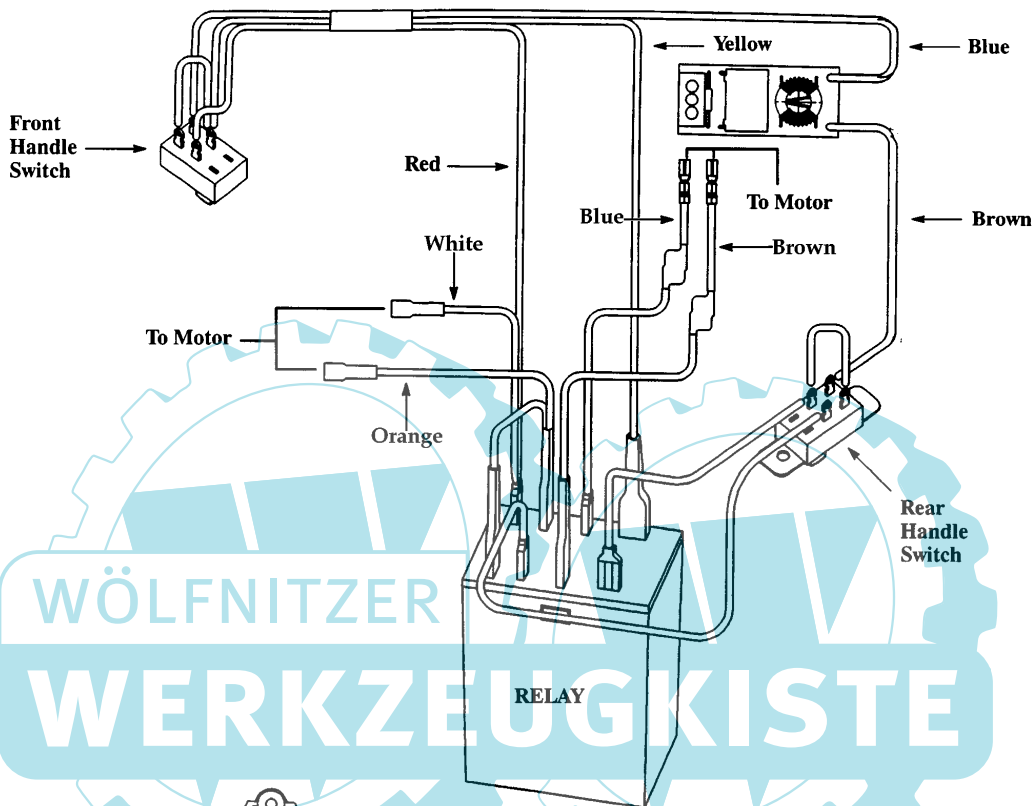 Yellow
Blue
Front
Handle
Switch
Red
To Motor
Blue
Brown
White
Brown
To Motor
Orange
Rear
Handle
Switch
WÖLFNITZER
RELAY
WERKZEUGKISTE